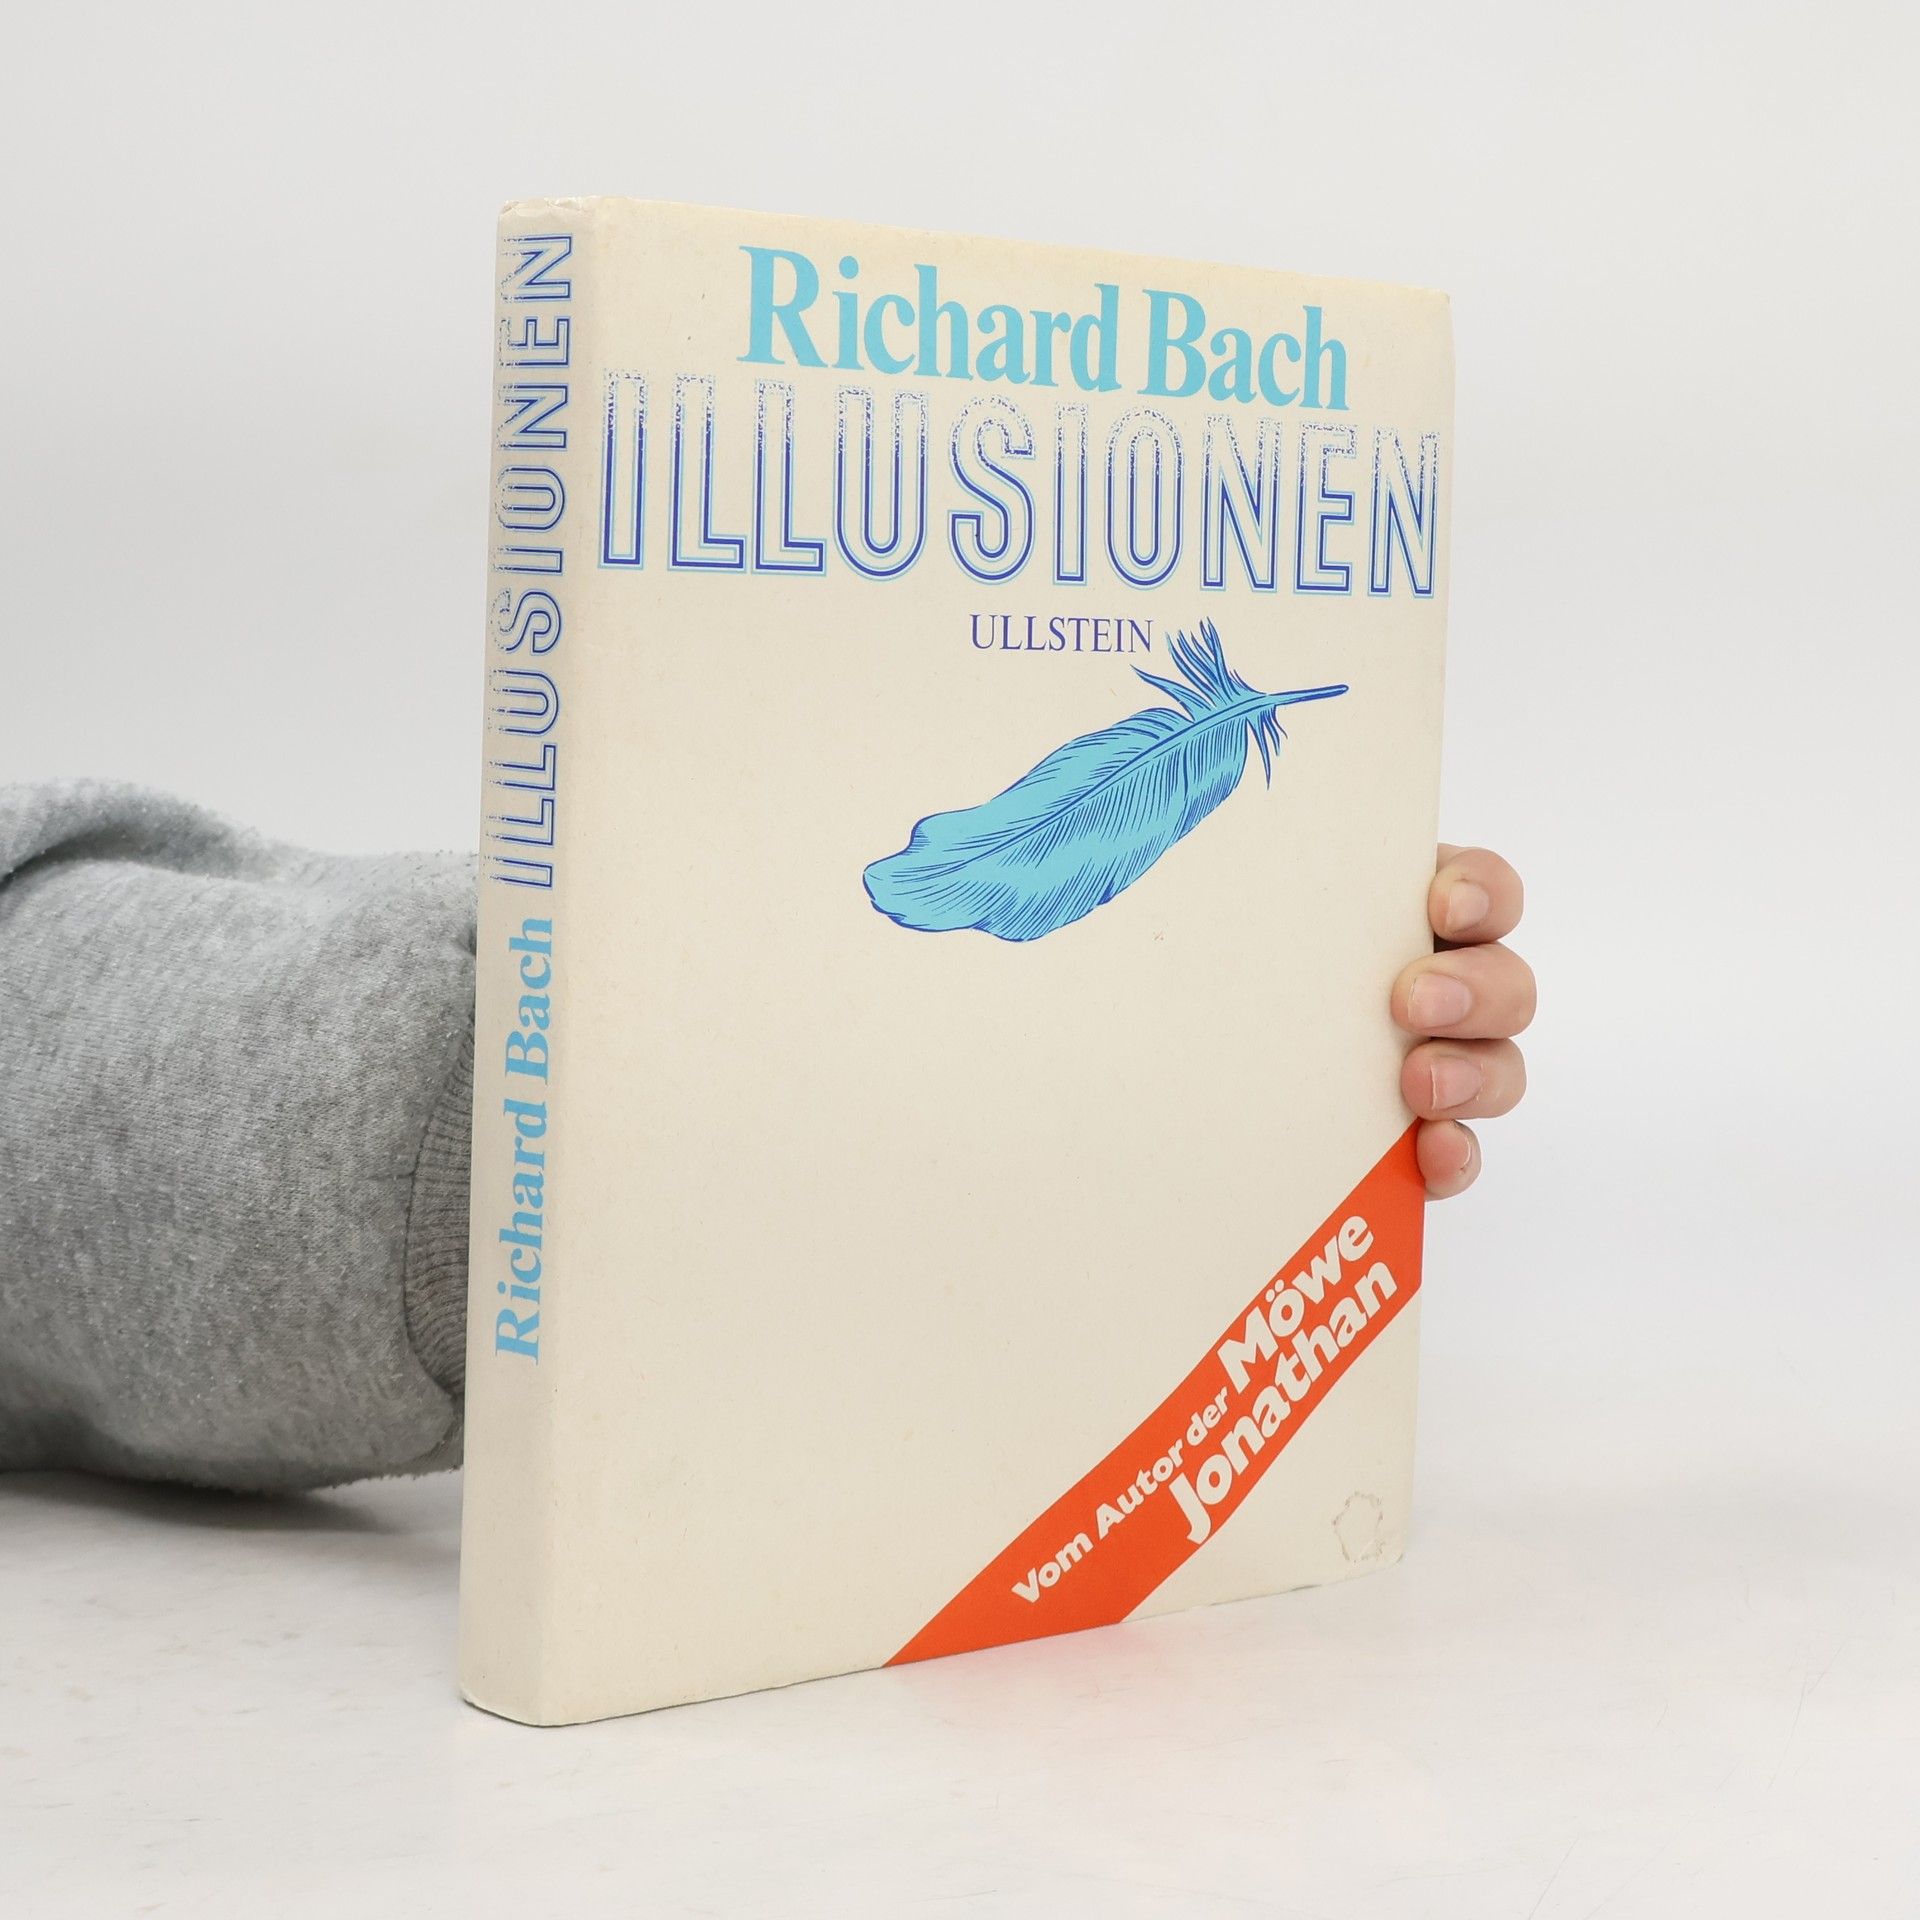 Richard Bach ILLUSIONEN
Richard Bach
ILLUSIONEN
ULLSTEIN
Vom Autor der Möwe
Jonathan